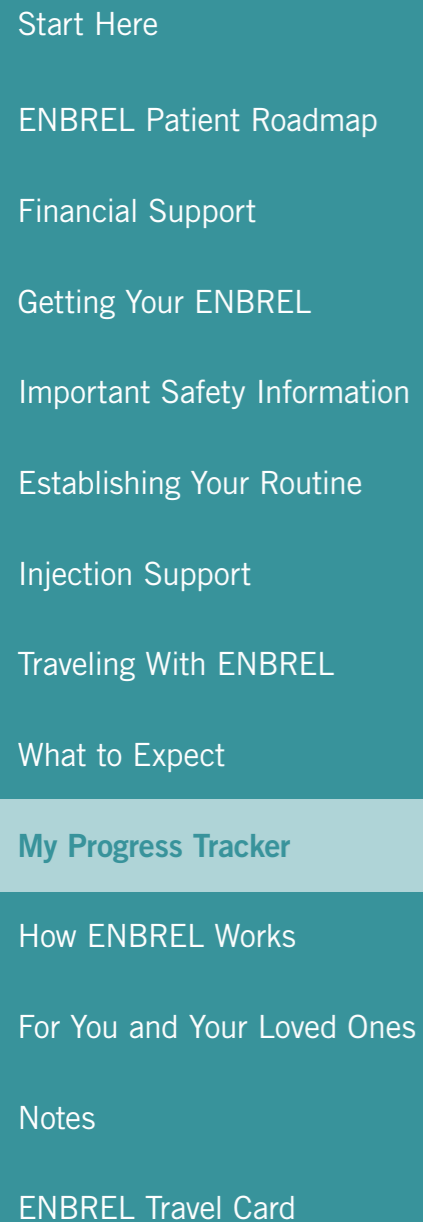 Start Here
ENBREL Patient Roadmap
Financial Support
Getting Your ENBREL
Important Safety Information
Establishing Your Routine
Injection Support
Traveling With ENBREL
What to Expect
My Progress Tracker
How ENBREL Works
For You and Your Loved Ones
Notes
ENBREL Travel Card